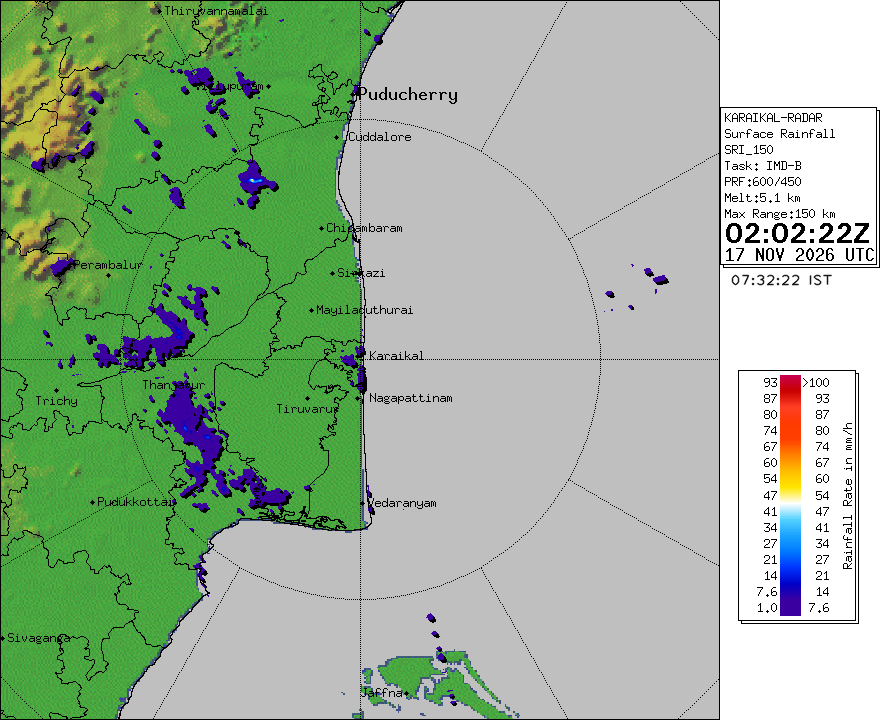 Thiruvannamalai
Puducherry
Cuddalore
Chidambaram
Perambalur
Sirkazi
Mayiladuthurai
Karaikal
Thanjavur
Trichy
Tiruvarur
Nagapattinam
Pudukkottai
Vedaranyam
Sivaganga
Jaffna
KARAIKAL-RADAR
Surface Rainfall
SRI_150
Task: IMD-B
PRF:600/450
Melt:5.1 km
Max Range:150 km
02:02:22Z
17 NOV 2026 UTC
07:32:22 IST
93 >100
87 93
80 87
74 80
67 74
60 67
54 60
47 54
41 47
34 41
27 34
21 27
14 21
7.6 14
1.0 7.6
Rainfall Rate in mm/h